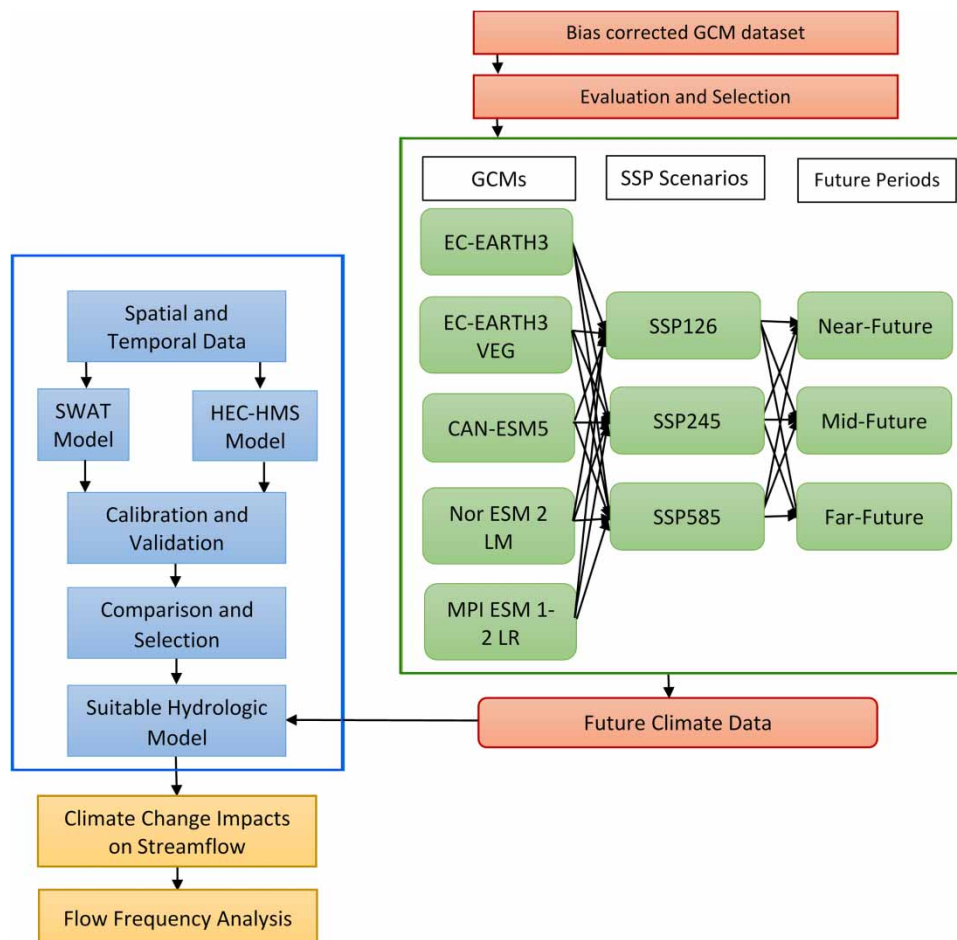 Bias corrected GCM dataset
Evaluation and Selection
GCMs
SSP Scenarios
Future Periods
EC-EARTH3
EC-EARTH3
VEG
CAN-ESM5
Nor ESM 2
LM
MPI ESM 1-
2 LR
SSP126
SSP245
SSP585
Near-Future
Mid-Future
Far-Future
Future Climate Data
Spatial and
Temporal Data
SWAT
Model
HEC-HMS
Model
Calibration and
Validation
Comparison and
Selection
Suitable Hydrologic
Model
Climate Change Impacts
on Streamflow
Flow Frequency Analysis